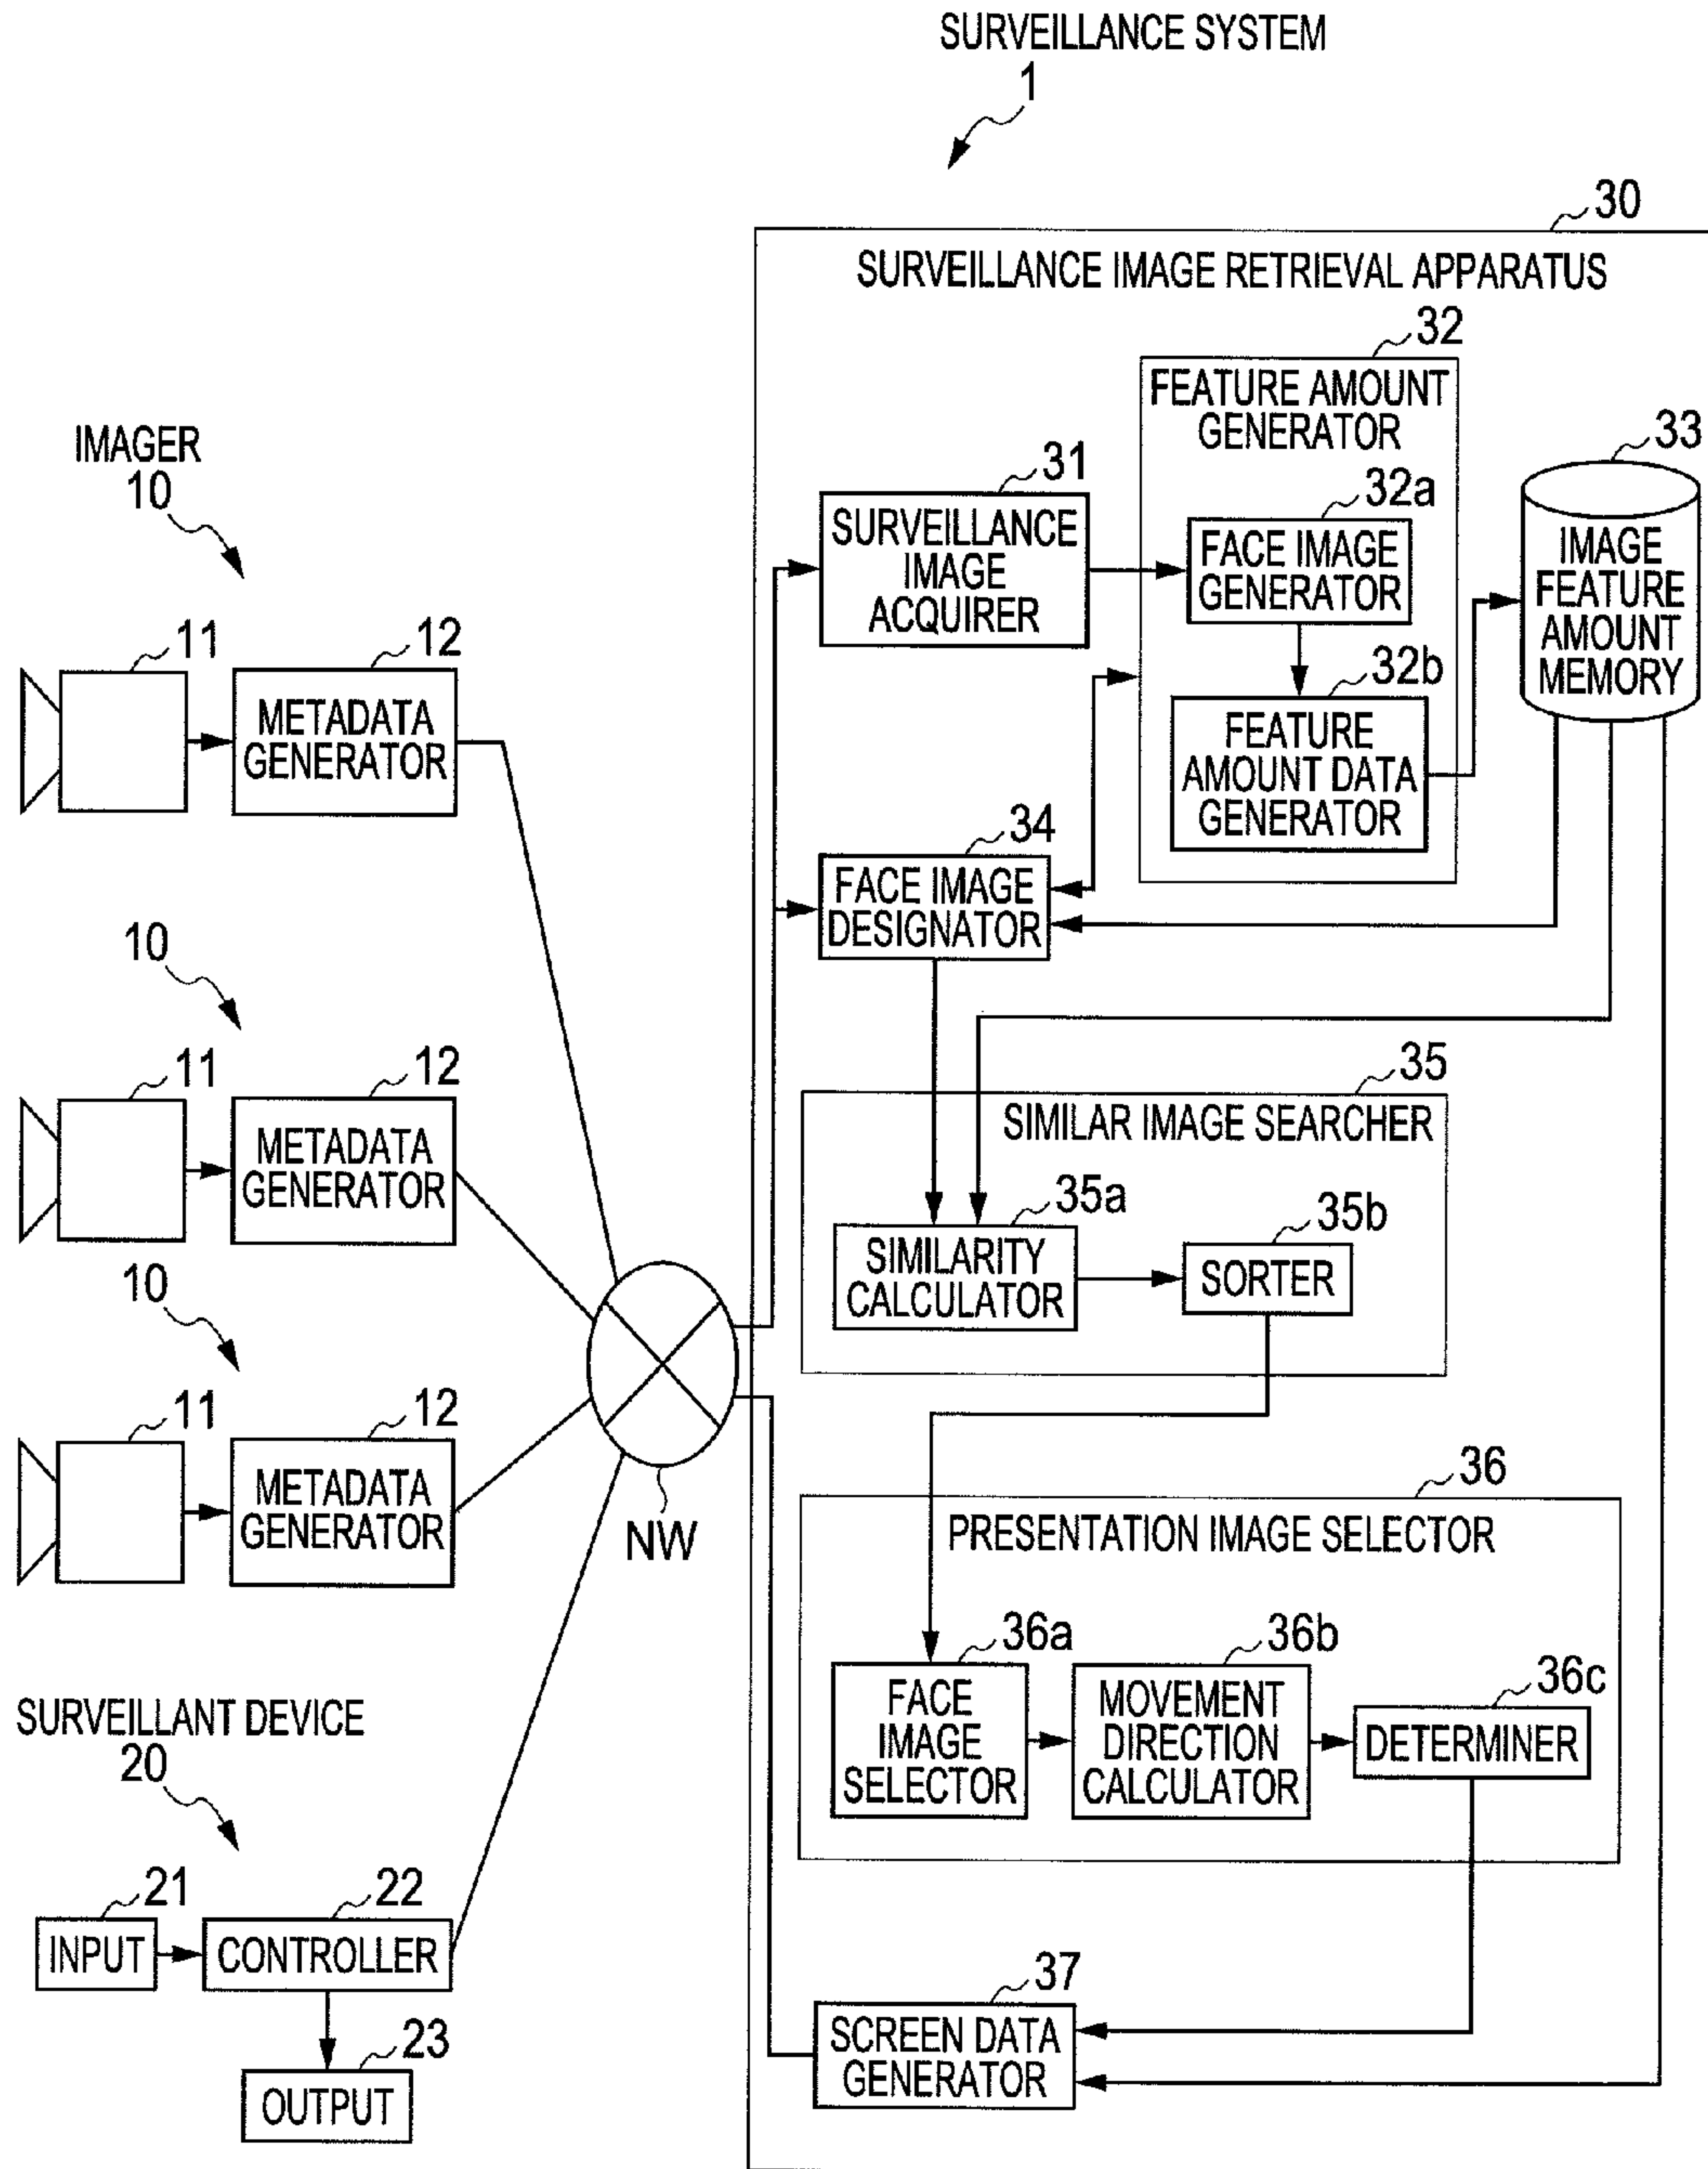 SURVEILLANCE SYSTEM
1
30
SURVEILLANCE IMAGE RETRIEVAL APPARATUS
32
FEATURE AMOUNT
GENERATOR
33
IMAGE
FEATURE
AMOUNT
MEMORY
31
SURVEILLANCE
IMAGE
ACQUIRER
32a
FACE IMAGE
GENERATOR
32b
FEATURE
AMOUNT DATA
GENERATOR
34
FACE IMAGE
DESIGNATOR
IMAGER
10
11
12
METADATA
GENERATOR
10
11
12
METADATA
GENERATOR
10
11
12
METADATA
GENERATOR
NW
35
SIMILAR IMAGE SEARCHER
35a
SIMILARITY
CALCULATOR
35b
SORTER
36
PRESENTATION IMAGE SELECTOR
36a
FACE
IMAGE
SELECTOR
36b
MOVEMENT
DIRECTION
CALCULATOR
36c
DETERMINER
SURVEILLANT DEVICE
20
21
INPUT
22
CONTROLLER
23
OUTPUT
37
SCREEN DATA
GENERATOR